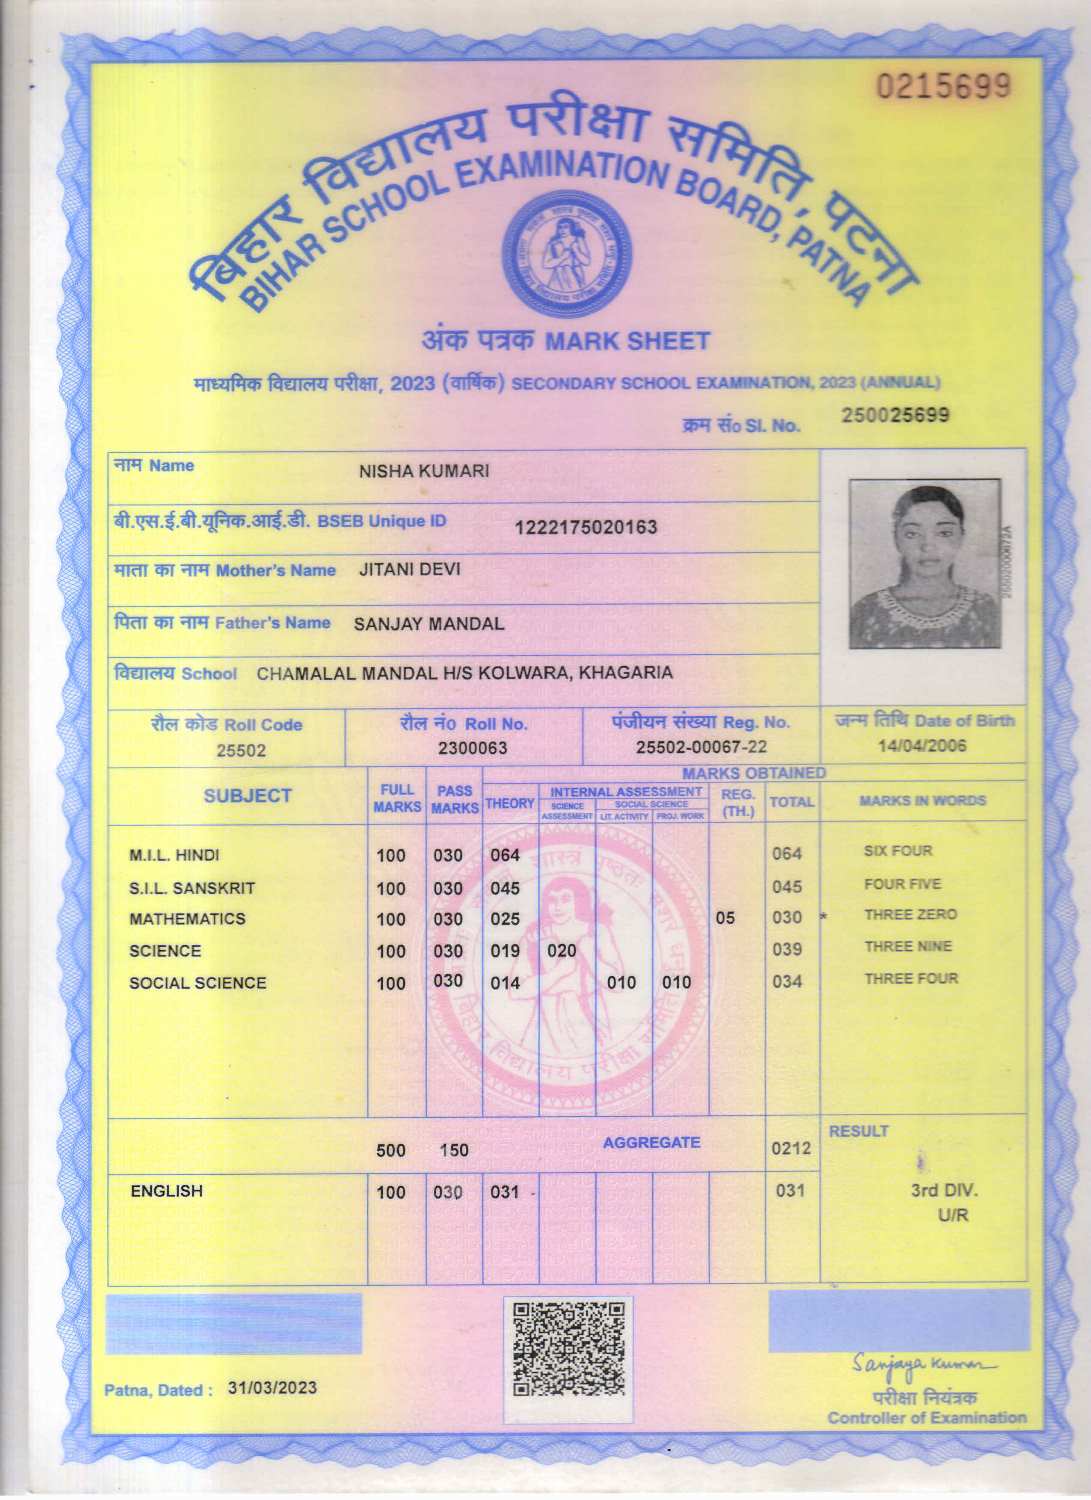 0215699
बिहार विद्यालय परीक्षा समिति, पटना
BIHAR SCHOOL EXAMINATION BOARD, PATNA
अंक पत्रक MARK SHEET
माध्यमिक विद्यालय परीक्षा, 2023 (वार्षिक) SECONDARY SCHOOL EXAMINATION, 2023 (ANNUAL)
क्रम सं० Sl. No. 250025699
नाम Name NISHA KUMARI
बी.एस.ई.बी.यूनिक.आई.डी. BSEB Unique ID 1222175020163
माता का नाम Mother's Name JITANI DEVI
पिता का नाम Father's Name SANJAY MANDAL
विद्यालय School CHAMALAL MANDAL H/S KOLWARA, KHAGARIA
रौल कोड Roll Code रौल नं० Roll No. पंजीयन संख्या Reg. No. जन्म तिथि Date of Birth
25502 2300063 25502-00067-22 14/04/2006
MARKS OBTAINED
SUBJECT FULL MARKS PASS MARKS THEORY INTERNAL ASSESSMENT REG. (TH.) TOTAL MARKS IN WORDS
SCIENCE ASSESSMENT SOCIAL SCIENCE
LIT. ACTIVITY PROJ. WORK
M.I.L. HINDI 100 030 064 064 SIX FOUR
S.I.L. SANSKRIT 100 030 045 045 FOUR FIVE
MATHEMATICS 100 030 025 05 030 * THREE ZERO
SCIENCE 100 030 019 020 039 THREE NINE
SOCIAL SCIENCE 100 030 014 010 010 034 THREE FOUR
बिहार विद्यालय परीक्षा समिति
500 150 AGGREGATE 0212 RESULT
ENGLISH 100 030 031 031 3rd DIV.
U/R
Patna, Dated : 31/03/2023
Sanjaya Kumar
परीक्षा नियंत्रक
Controller of Examination